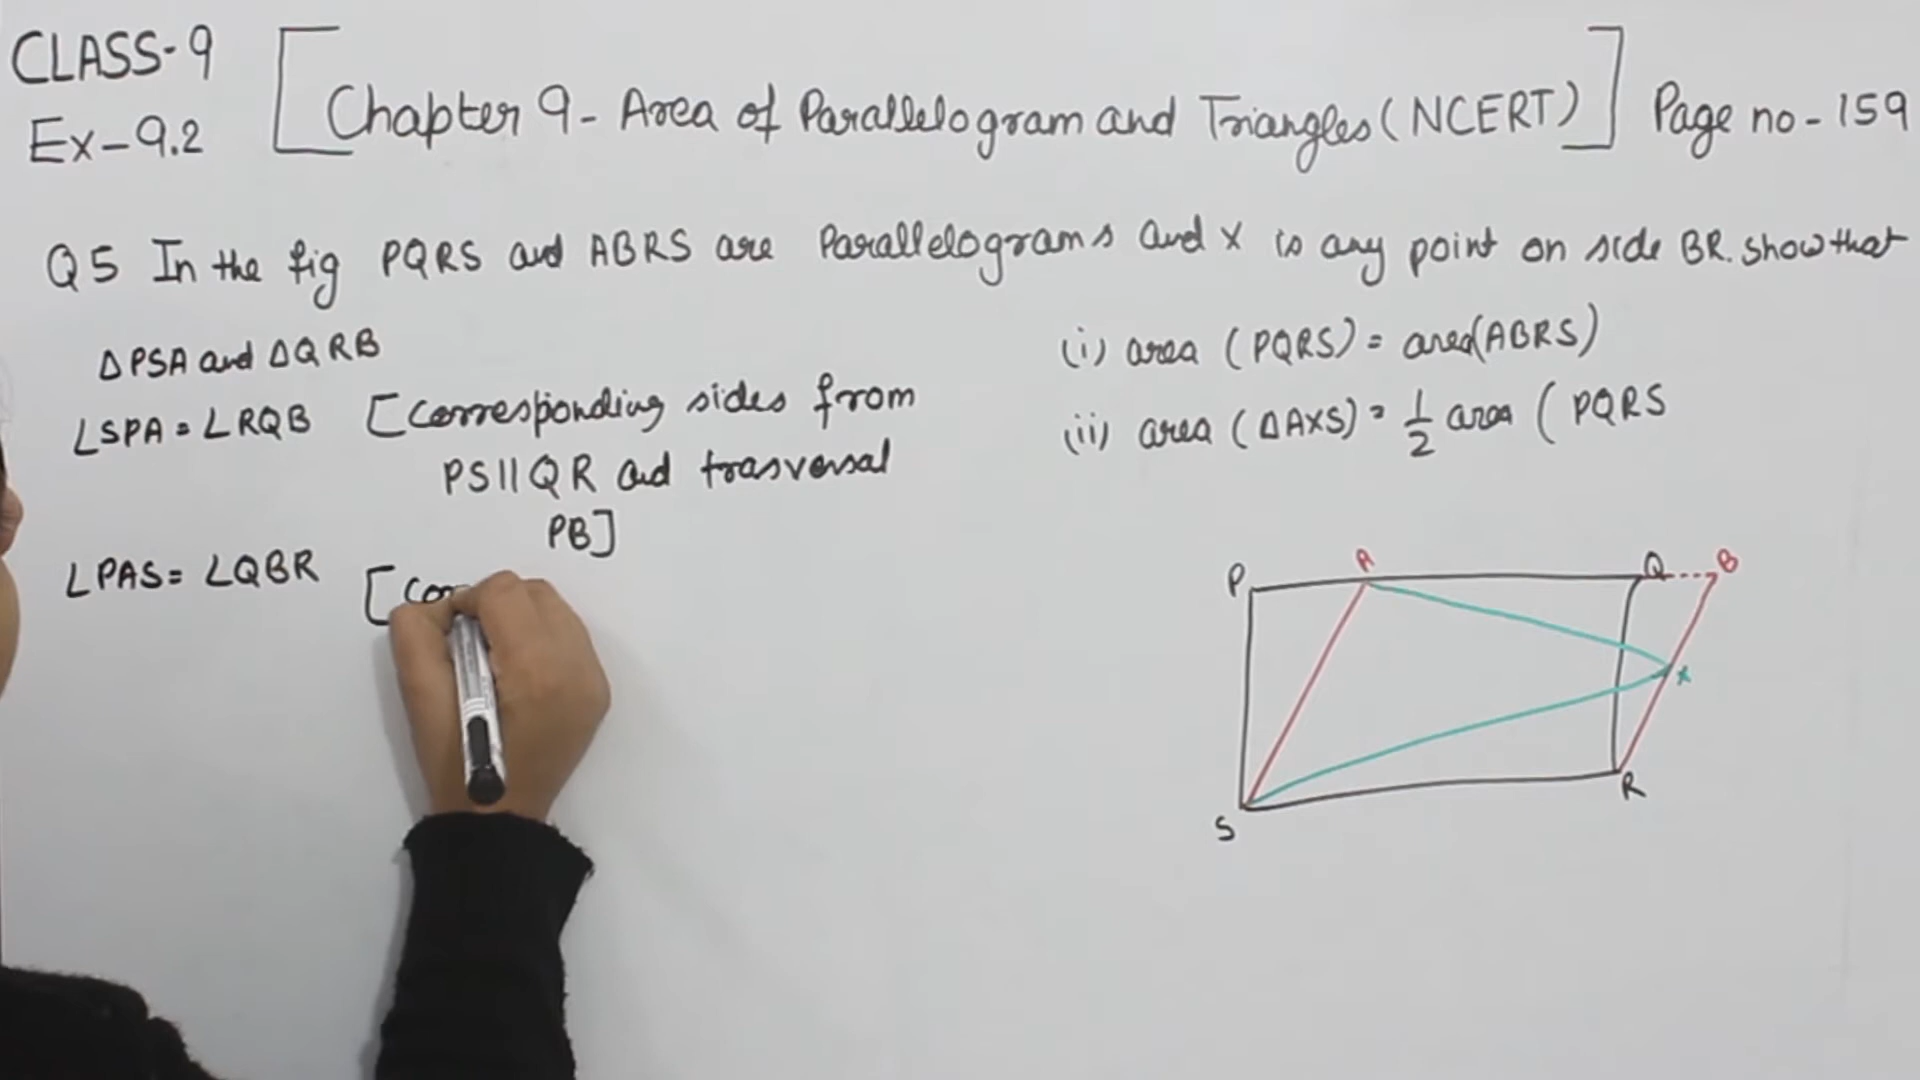 CLASS-9
Ex-9.2
[Chapter 9 - Area of Parallelogram and Triangles (NCERT)] Page no - 159
Q5 In the fig PQRS and ABRS are Parallelograms and X is any point on side BR. show that
(i) area (PQRS) = area(ABRS)
(ii) area (ΔAXS) = 1/2 area ( PQRS
ΔPSA and ΔQRB
∠SPA = ∠RQB [Corresponding sides from
PS||QR and trasversal
PB]
∠PAS = ∠QBR [Corr
P A Q B
X
S R